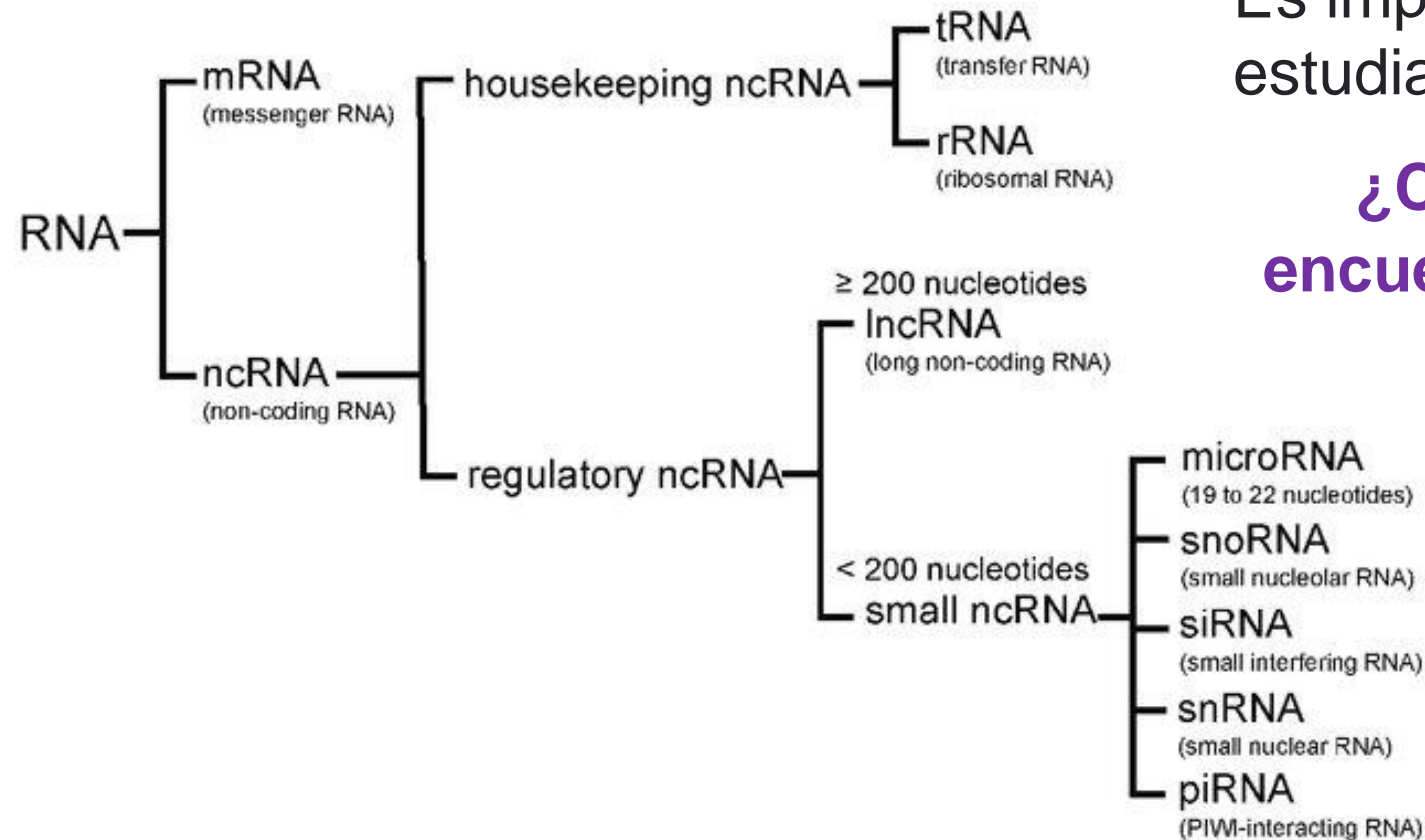 RNA
mRNA
(messenger RNA)
ncRNA
(non-coding RNA)
housekeeping ncRNA
tRNA
(transfer RNA)
rRNA
(ribosomal RNA)
regulatory ncRNA
≥ 200 nucleotides
lncRNA
(long non-coding RNA)
< 200 nucleotides
small ncRNA
microRNA
(19 to 22 nucleotides)
snoRNA
(small nucleolar RNA)
siRNA
(small interfering RNA)
snRNA
(small nuclear RNA)
piRNA
(PIWI-interacting RNA)
Es